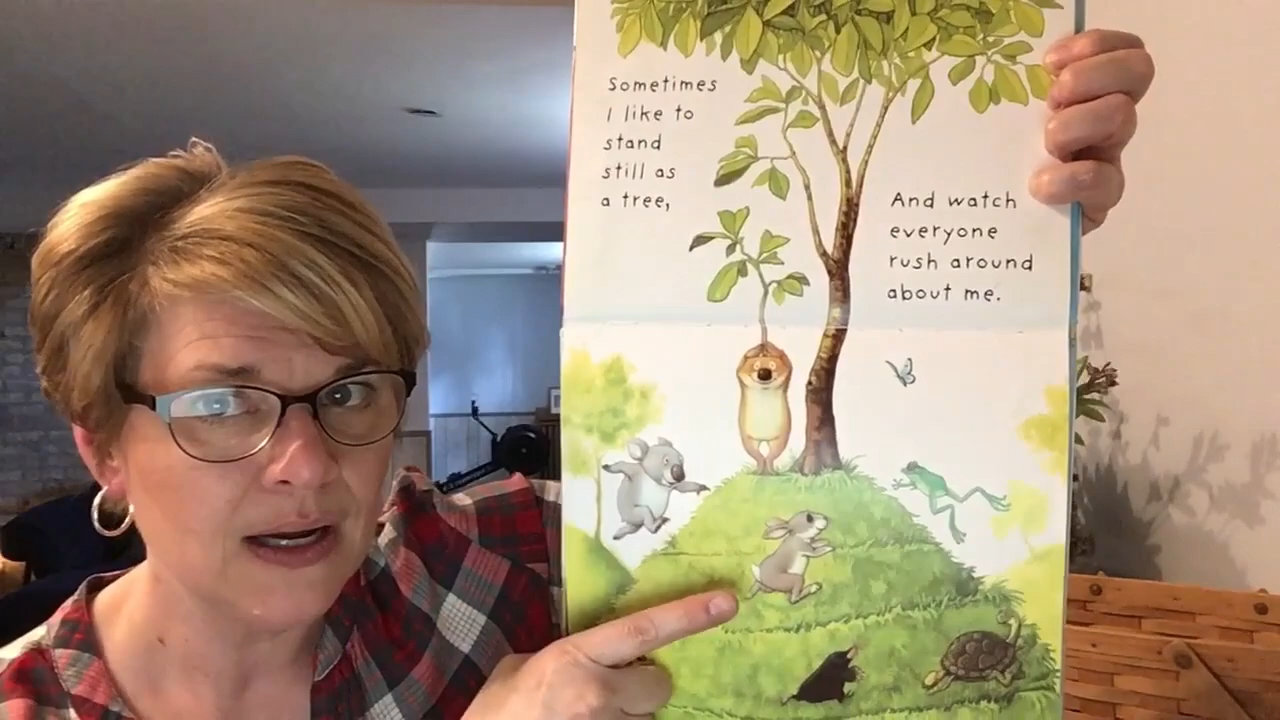 Sometimes
I like to
stand
still as
a tree,
And watch
everyone
rush around
about me.